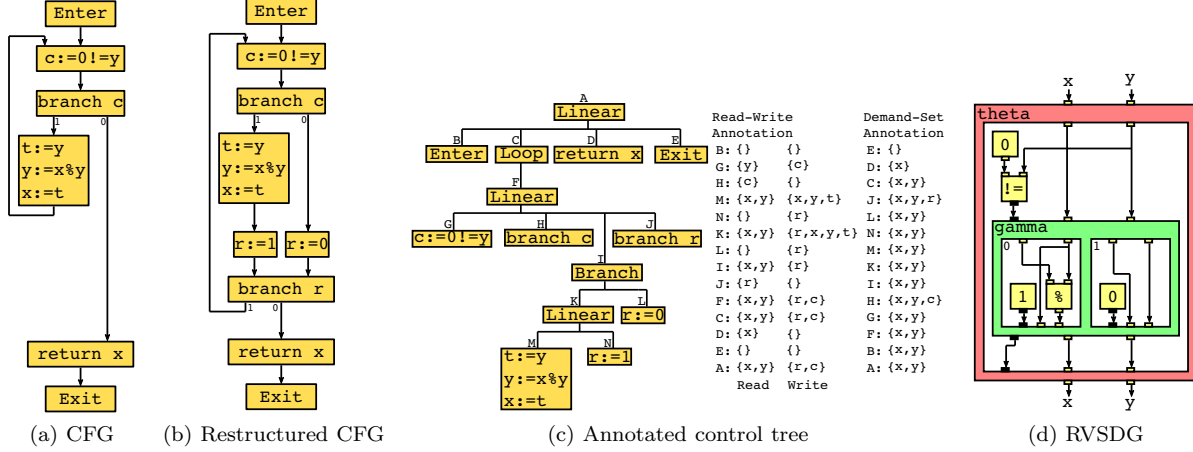 Enter
c:=0!=y
branch c
1 0
t:=y
y:=x%y
x:=t
return x
Exit
(a) CFG
Enter
c:=0!=y
branch c
1 0
t:=y
y:=x%y
x:=t
r:=1 r:=0
branch r
1 0
return x
Exit
(b) Restructured CFG
A
Linear
B C D E
Enter Loop return x Exit
F
Linear
G H J
c:=0!=y branch c branch r
I
Branch
K L
Linear r:=0
M N
t:=y r:=1
y:=x%y
x:=t
Read-Write
Annotation
B: {} {}
G: {y} {c}
H: {c} {}
M: {x,y} {x,y,t}
N: {} {r}
K: {x,y} {r,x,y,t}
L: {} {r}
I: {x,y} {r}
J: {r} {}
F: {x,y} {r,c}
C: {x,y} {r,c}
D: {x} {}
E: {} {}
A: {x,y} {r,c}
Read Write
Demand-Set
Annotation
E: {}
D: {x}
C: {x,y}
J: {x,y,r}
L: {x,y}
N: {x,y}
M: {x,y}
K: {x,y}
I: {x,y}
H: {x,y,c}
G: {x,y}
F: {x,y}
B: {x,y}
A: {x,y}
(c) Annotated control tree
x y
theta
0
!=
gamma
0 1
1 % 0
x y
(d) RVSDG